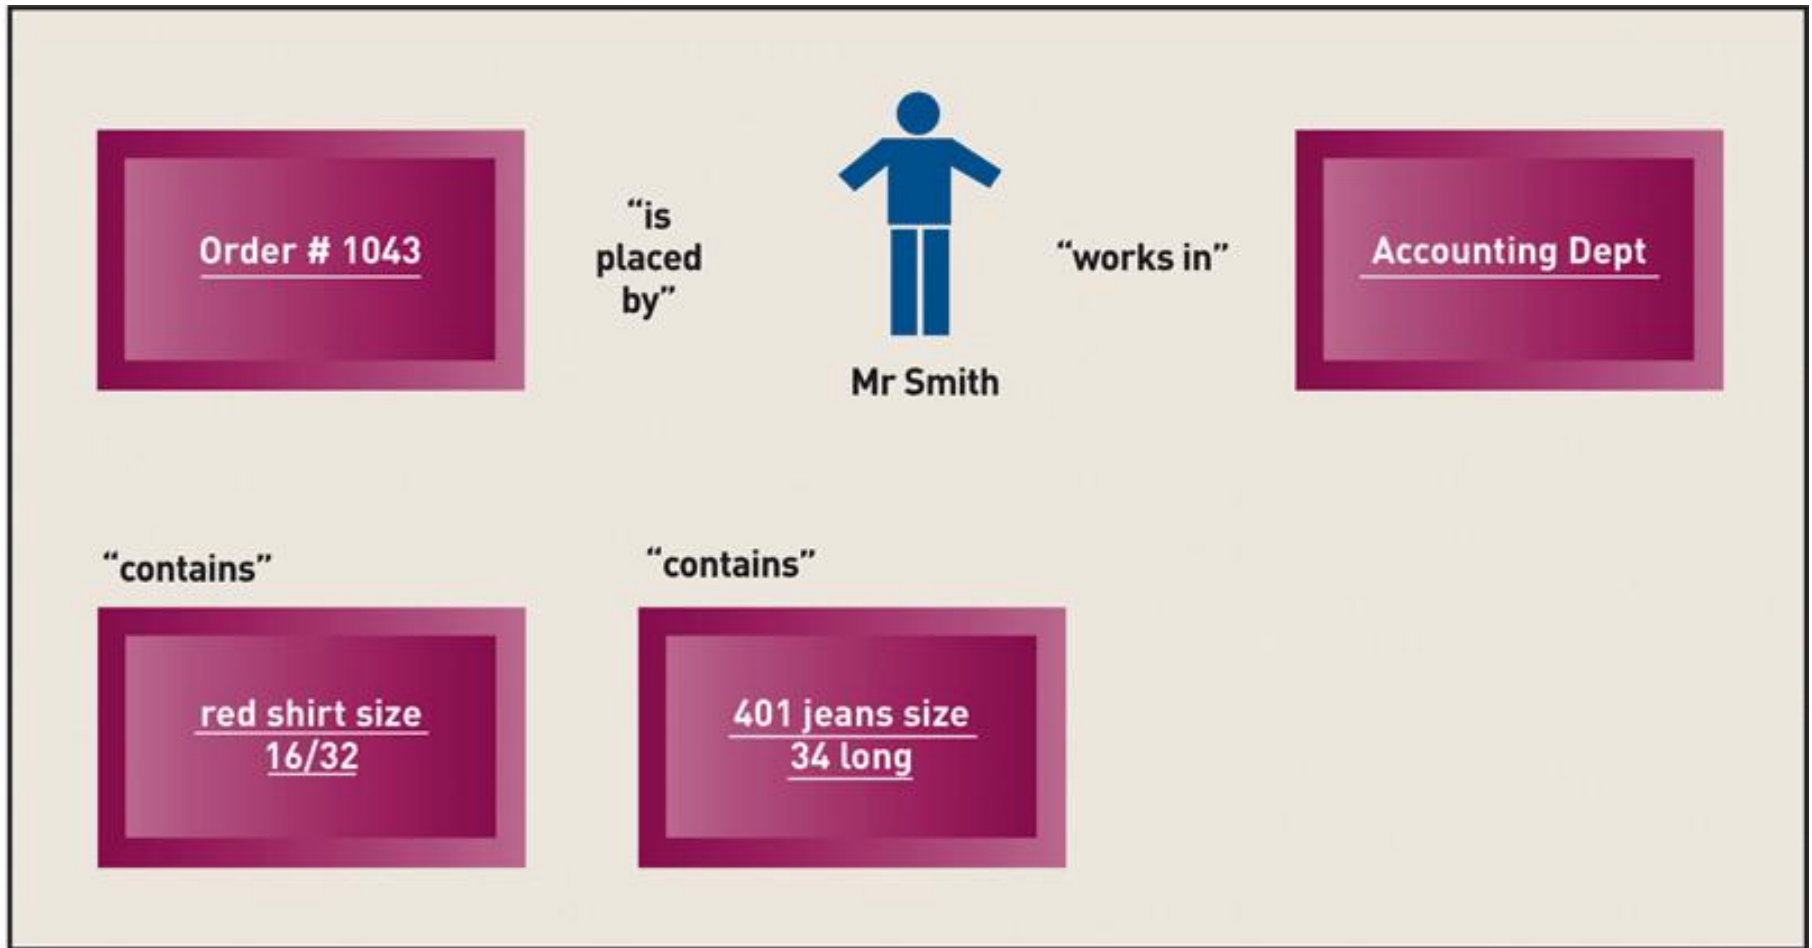 Order # 1043
“is
placed
by”
Mr Smith
“works in”
Accounting Dept
“contains”
red shirt size
16/32
“contains”
401 jeans size
34 long